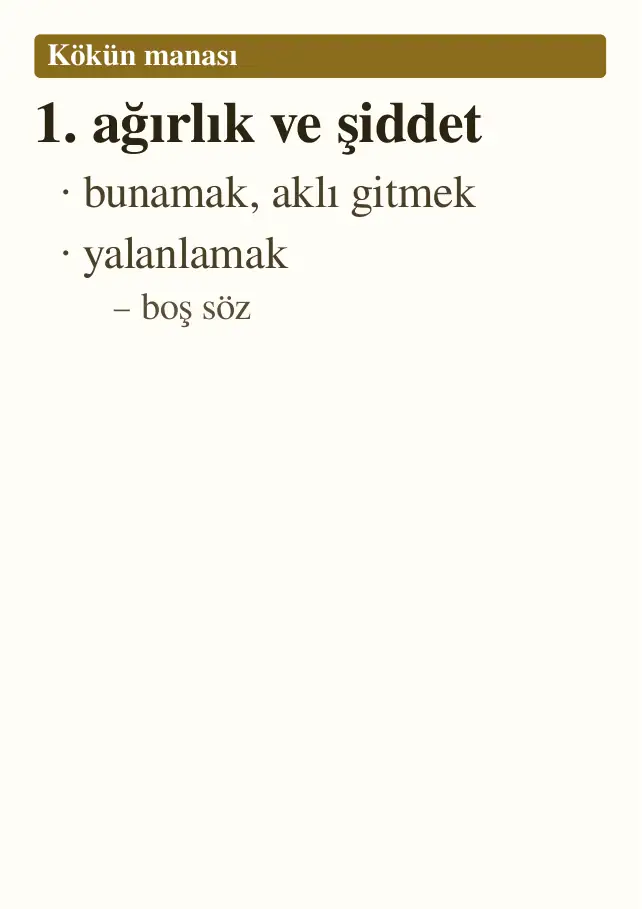 Kökün manası
1. ağırlık ve şiddet
· bunamak, aklı gitmek
· yalanlamak
– boş söz